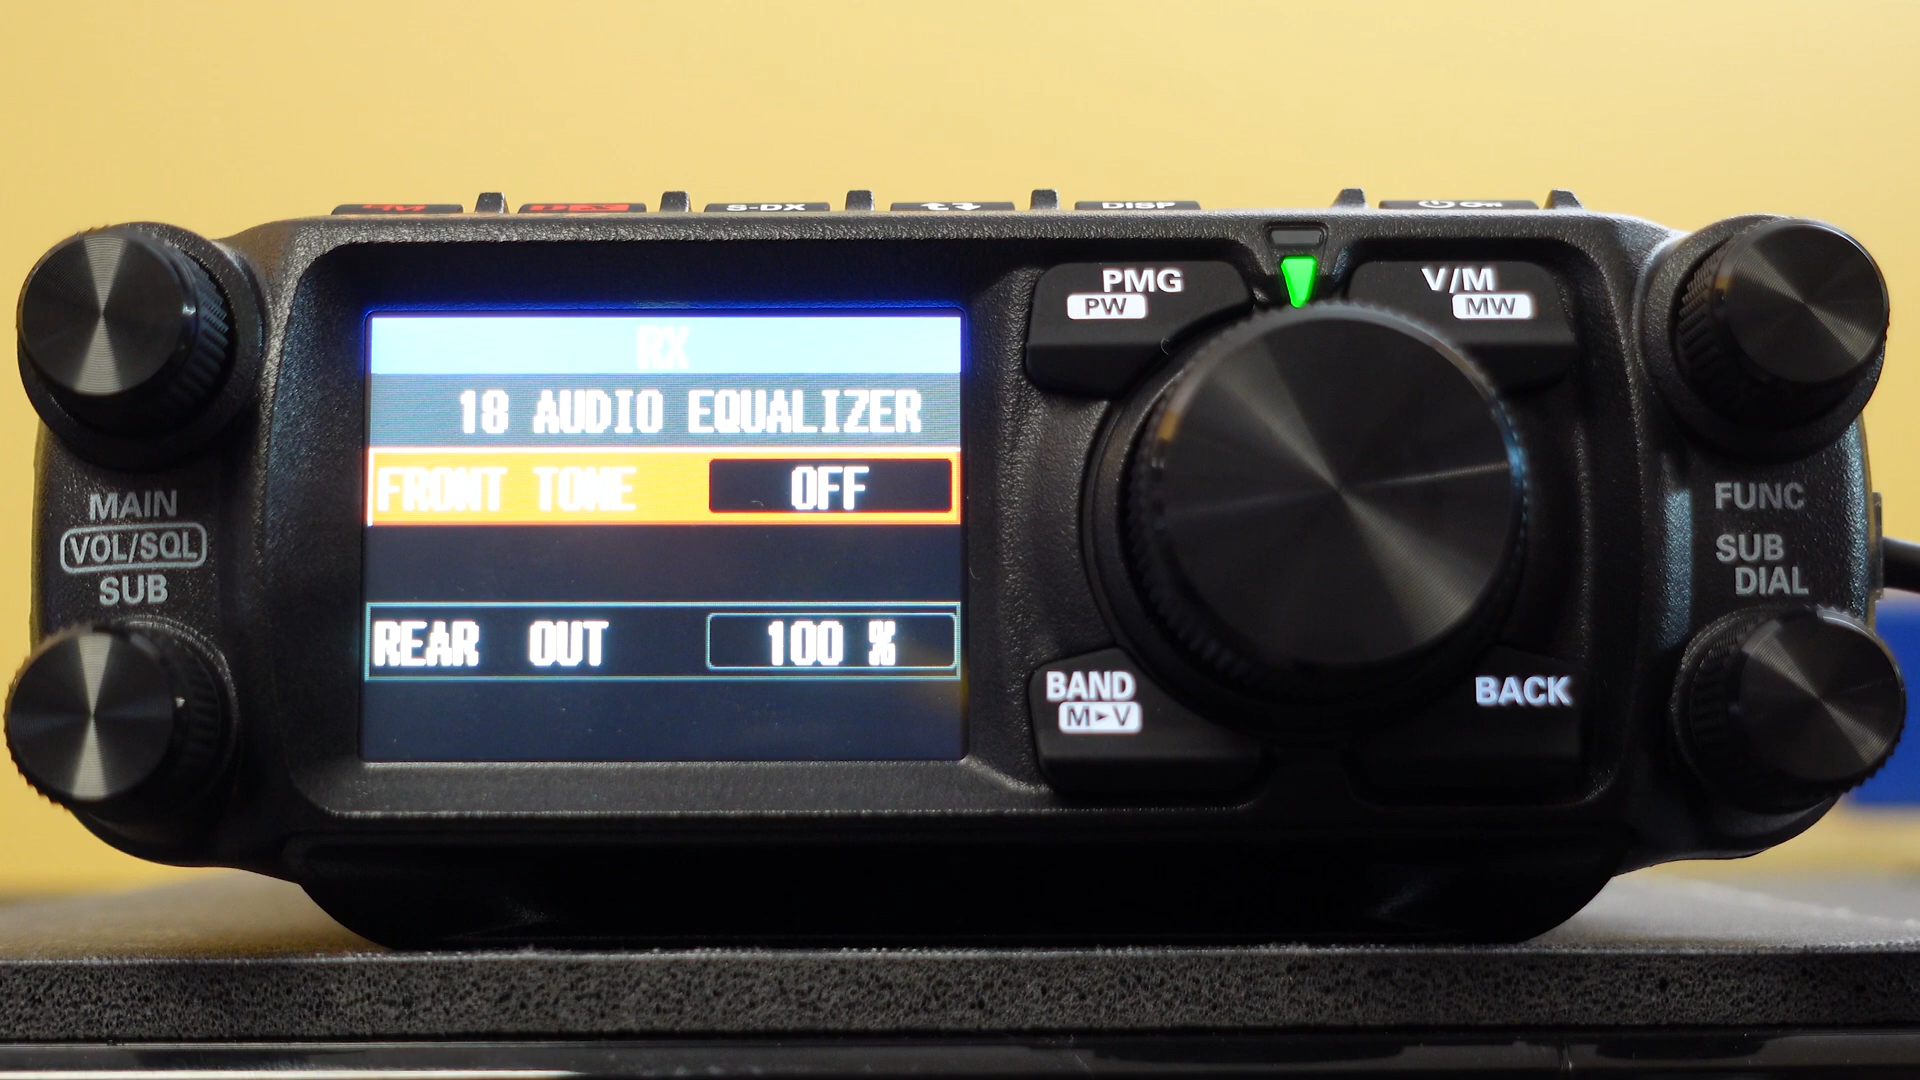 S-DX
DISP
On
PMG
PW
V/M
MW
RX
18 AUDIO EQUALIZER
FRONT TONE OFF
REAR OUT 100 %
MAIN
VOL/SQL
SUB
FUNC
SUB
DIAL
BAND
M►V
BACK